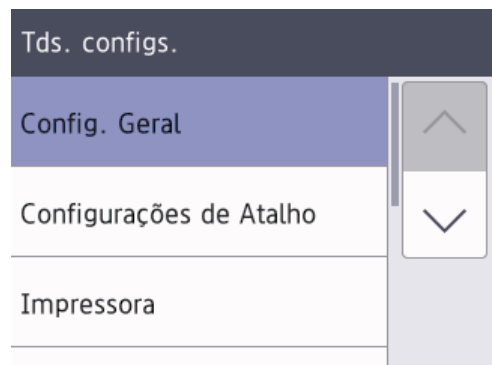 Tds. configs.
Config. Geral
Configurações de Atalho
Impressora